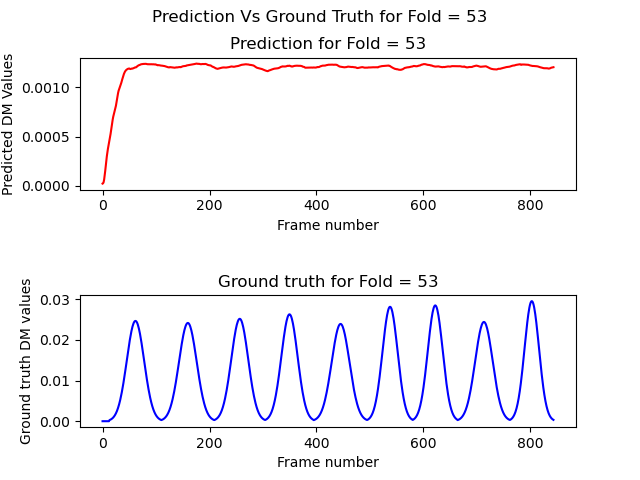 Prediction Vs Ground Truth for Fold = 53
Prediction for Fold = 53
Predicted DM Values
0.0010
0.0005
0.0000
0 200 400 600 800
Frame number
Ground truth for Fold = 53
Ground truth DM values
0.03
0.02
0.01
0.00
0 200 400 600 800
Frame number